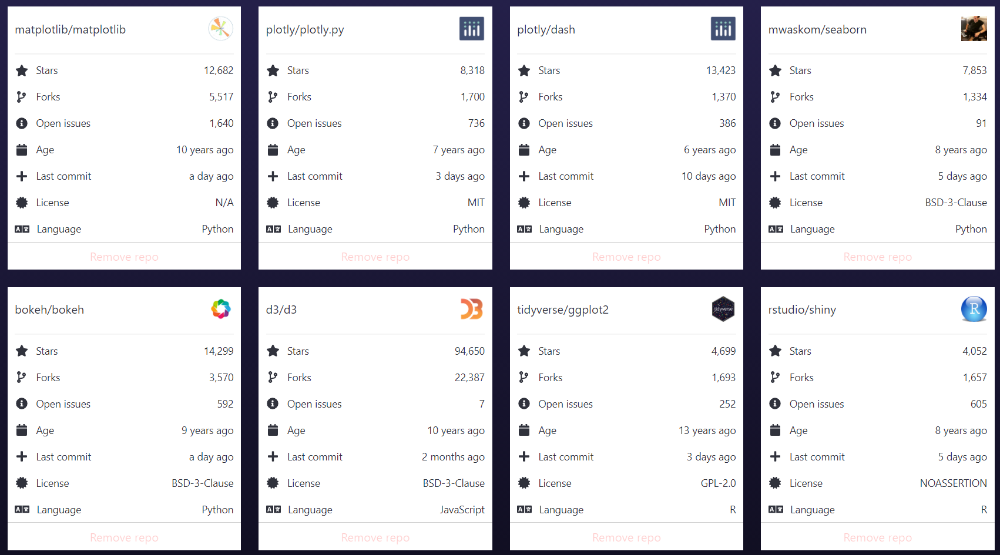 matplotlib/matplotlib
Stars 12,682
Forks 5,517
Open issues 1,640
Age 10 years ago
Last commit a day ago
License N/A
Language Python
Remove repo
plotly/plotly.py
Stars 8,318
Forks 1,700
Open issues 736
Age 7 years ago
Last commit 3 days ago
License MIT
Language Python
Remove repo
plotly/dash
Stars 13,423
Forks 1,370
Open issues 386
Age 6 years ago
Last commit 10 days ago
License MIT
Language Python
Remove repo
mwaskom/seaborn
Stars 7,853
Forks 1,334
Open issues 91
Age 8 years ago
Last commit 5 days ago
License BSD-3-Clause
Language Python
Remove repo
bokeh/bokeh
Stars 14,299
Forks 3,570
Open issues 592
Age 9 years ago
Last commit a day ago
License BSD-3-Clause
Language Python
Remove repo
d3/d3
Stars 94,650
Forks 22,387
Open issues 7
Age 10 years ago
Last commit 2 months ago
License BSD-3-Clause
Language JavaScript
Remove repo
tidyverse/ggplot2
tidyverse
Stars 4,699
Forks 1,693
Open issues 252
Age 13 years ago
Last commit 3 days ago
License GPL-2.0
Language R
Remove repo
rstudio/shiny
R
Stars 4,052
Forks 1,657
Open issues 605
Age 8 years ago
Last commit 5 days ago
License NOASSERTION
Language R
Remove repo